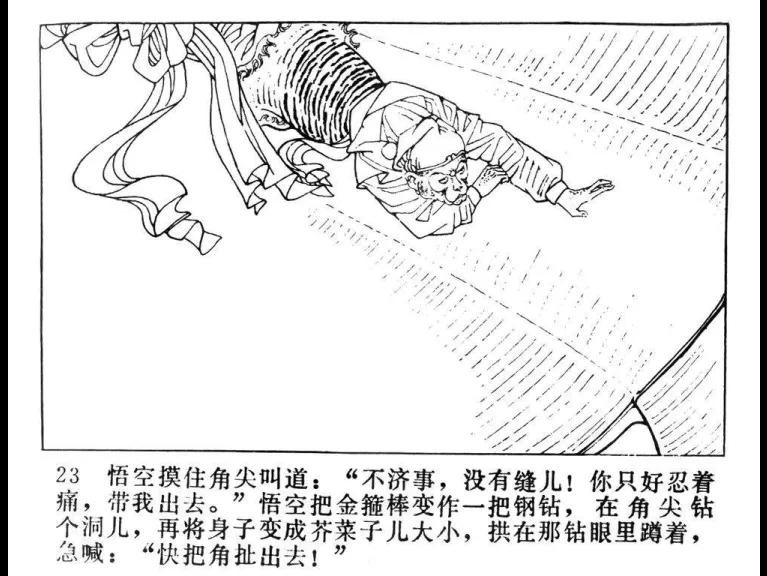 23 悟空摸住角尖叫道：“不济事，没有缝儿！你只好忍着
痛，带我出去。”悟空把金箍棒变作一把钢钻，在角尖钻
个洞儿，再将身子变成芥菜子儿大小，拱在那钻眼里蹲着，
急喊：“快把角扯出去！”